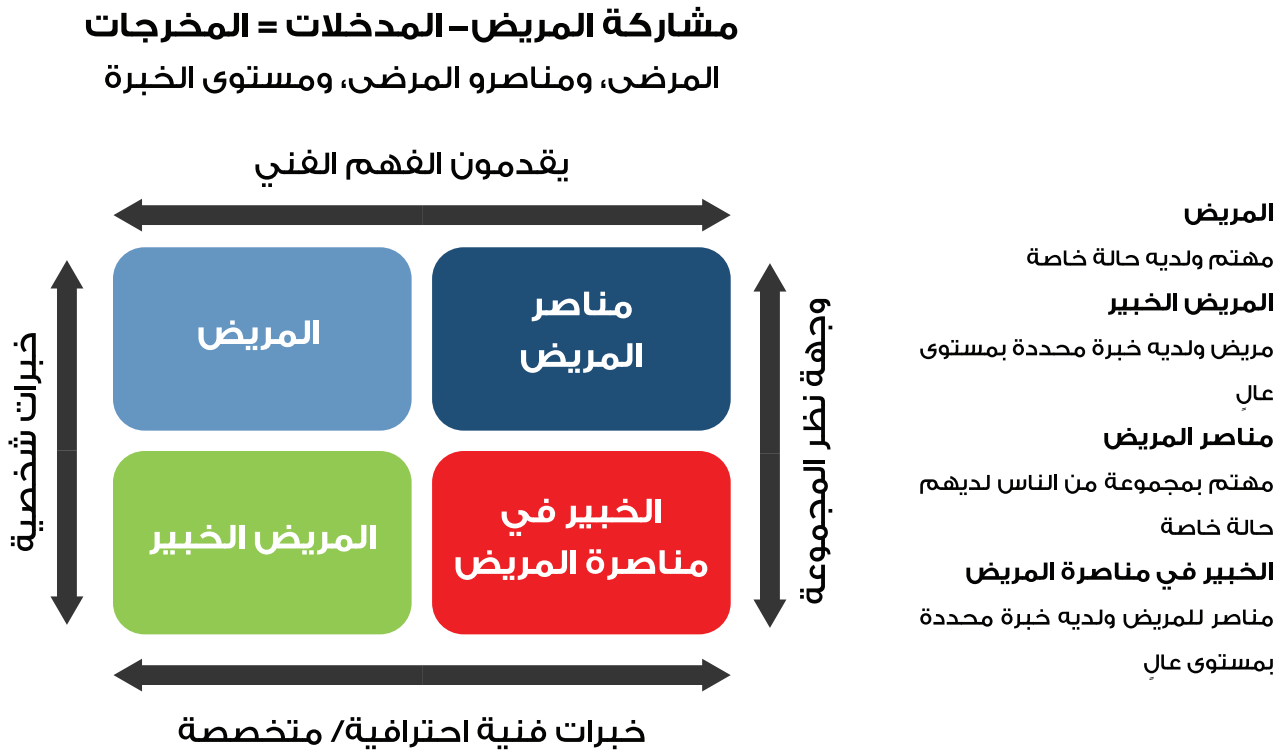 مشاركة المريض–المدخلات = المخرجات
المرضى، ومناصرو المرضى، ومستوى الخبرة
يقدمون الفهم الفني
المريض
مهتم ولديه حالة خاصة
المريض الخبير
مريض ولديه خبرة محددة بمستوى
عالٍ
مناصر المريض
مهتم بمجموعة من الناس لديهم
حالة خاصة
الخبير في مناصرة المريض
مناصر للمريض ولديه خبرة محددة
بمستوى عالٍ
وجهة نظر المجموعة
مناصر
المريض
المريض
الخبير في
مناصرة المريض
المريض الخبير
خبرات شخصية
خبرات فنية احترافية/ متخصصة